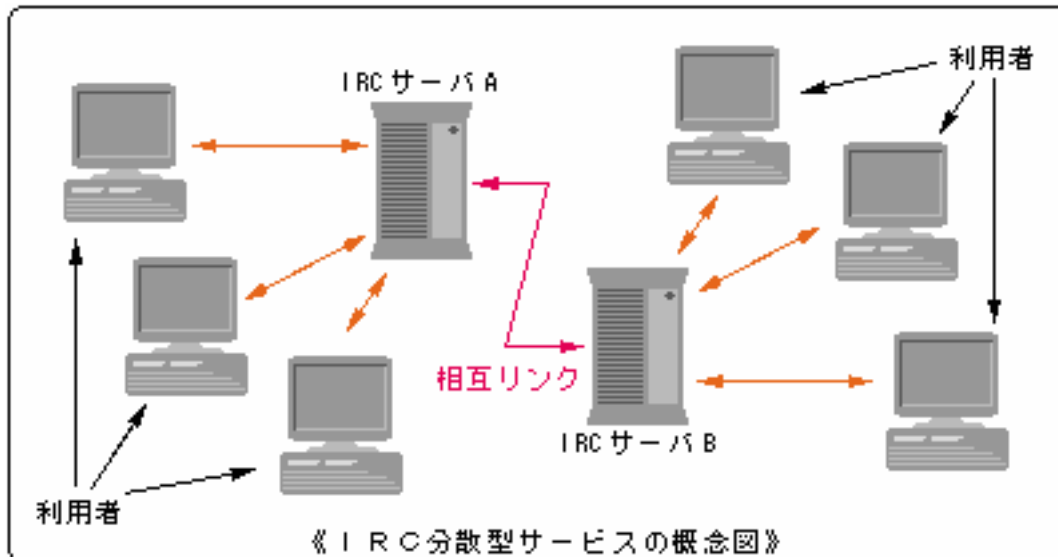 IRCサーバA
利用者
相互リンク
IRCサーバB
利用者
《IRC分散型サービスの概念図》